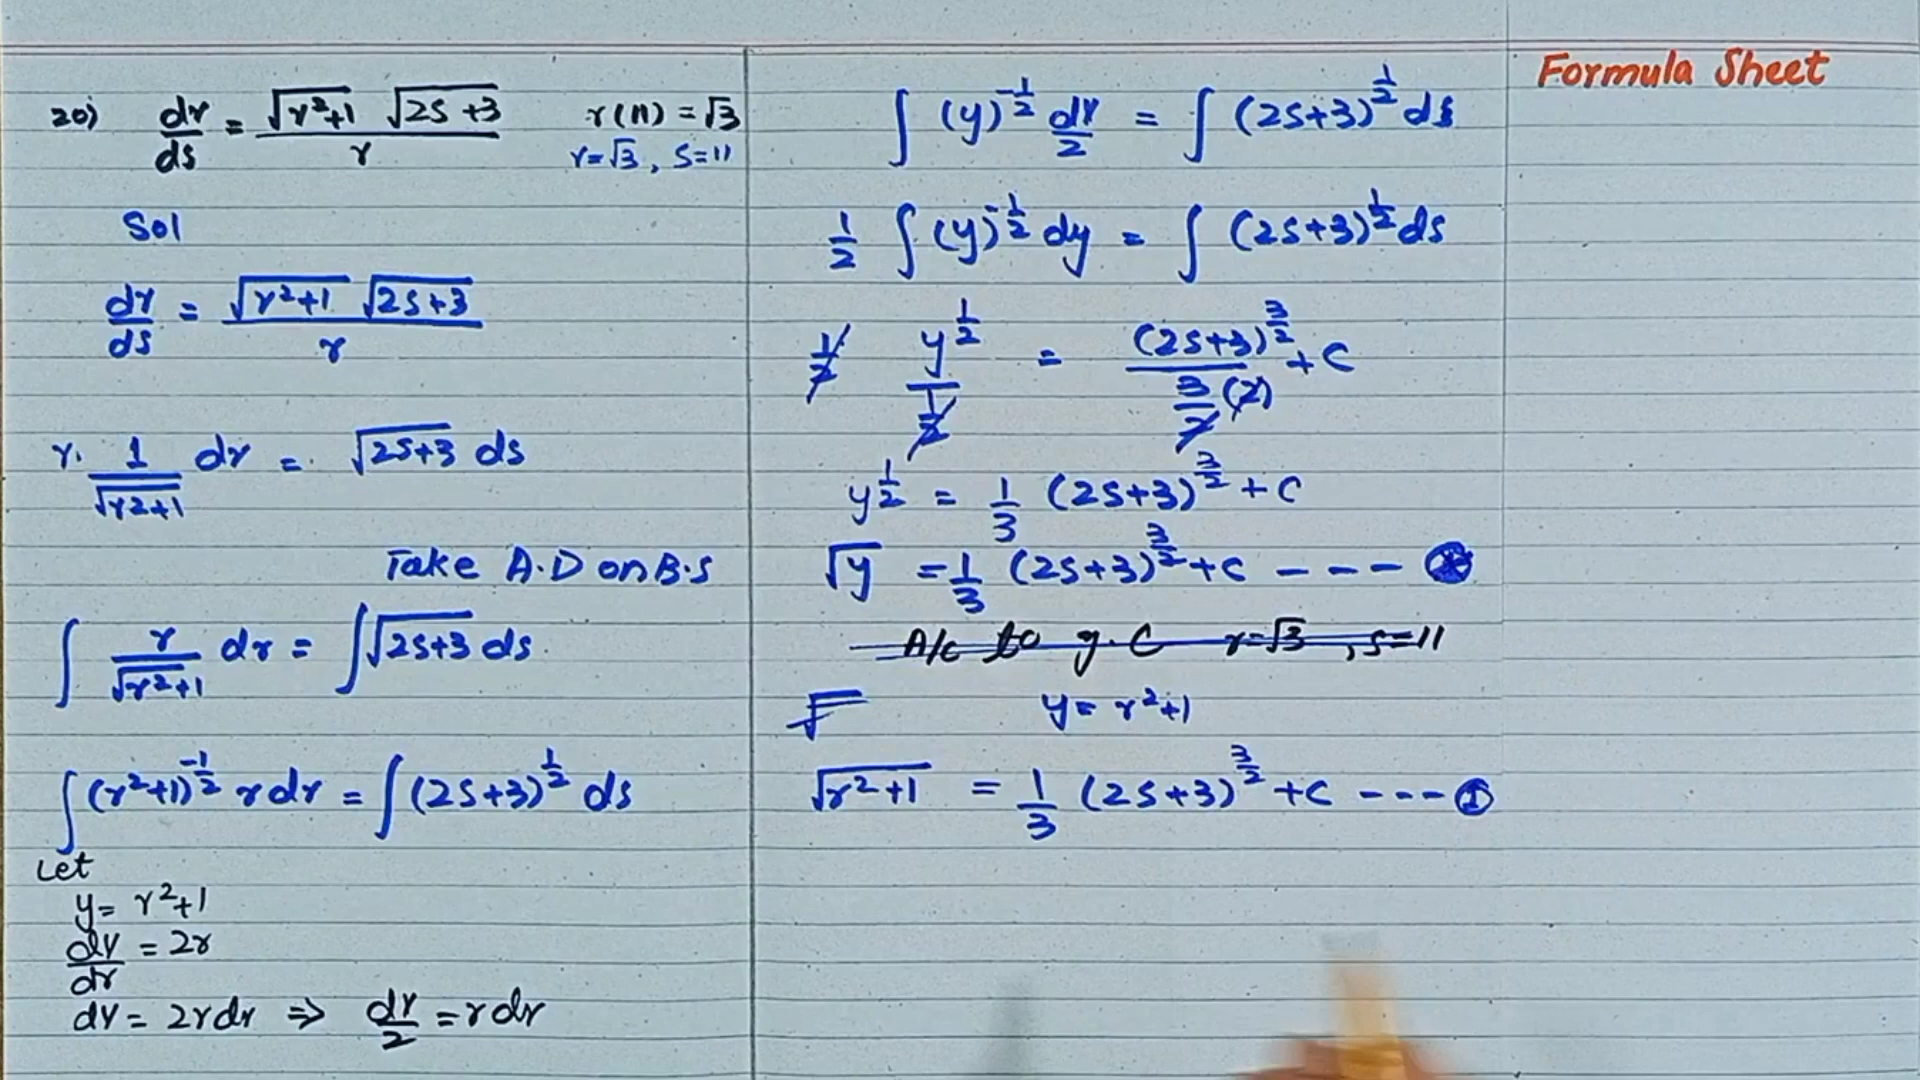 20) dr/ds = √(r²+1) √(2s+3) / r r(11) = √3
r=√3, s=11
Sol
dr/ds = √(r²+1) √(2s+3) / r
r. 1/√(r²+1) dr = √(2s+3) ds
Take A.D on B.S
∫ r/√(r²+1) dr = ∫√(2s+3) ds
∫(r²+1)^(-1/2) r dr = ∫(2s+3)^(1/2) ds
Let
y = r²+1
dy/dr = 2r
dy = 2r dr ⇒ dy/2 = r dr
∫ (y)^(-1/2) dy/2 = ∫ (2s+3)^(1/2) ds
1/2 ∫ (y)^(-1/2) dy = ∫ (2s+3)^(1/2) ds
1/2 y^(1/2) / (1/2) = (2s+3)^(3/2) / (3/2 (2)) + C
y^(1/2) = 1/3 (2s+3)^(3/2) + C
√y = 1/3 (2s+3)^(3/2) + C ---
A/c to g.C r=√3, s=11
y = r²+1
√(r²+1) = 1/3 (2s+3)^(3/2) + C --- ①
Formula Sheet